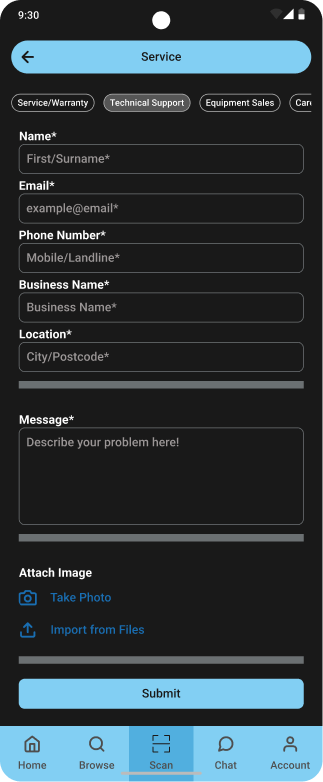 9:30
Service
Service/Warranty Technical Support Equipment Sales
Name*
First/Surname*
Email*
example@email*
Phone Number*
Mobile/Landline*
Business Name*
Business Name*
Location*
City/Postcode*
Message*
Describe your problem here!
Attach Image
Take Photo
Import from Files
Submit
Home Browse Scan Chat Account